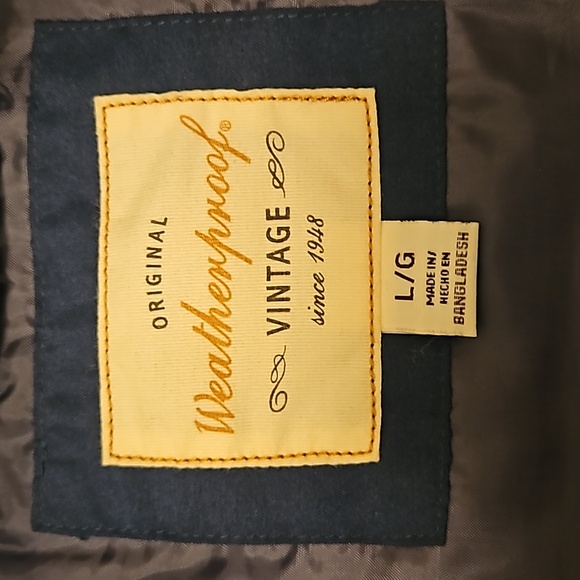 ORIGINAL
Weatherproof®
VINTAGE
since 1948
L/G
MADE IN/
HECHO EN
BANGLADESH